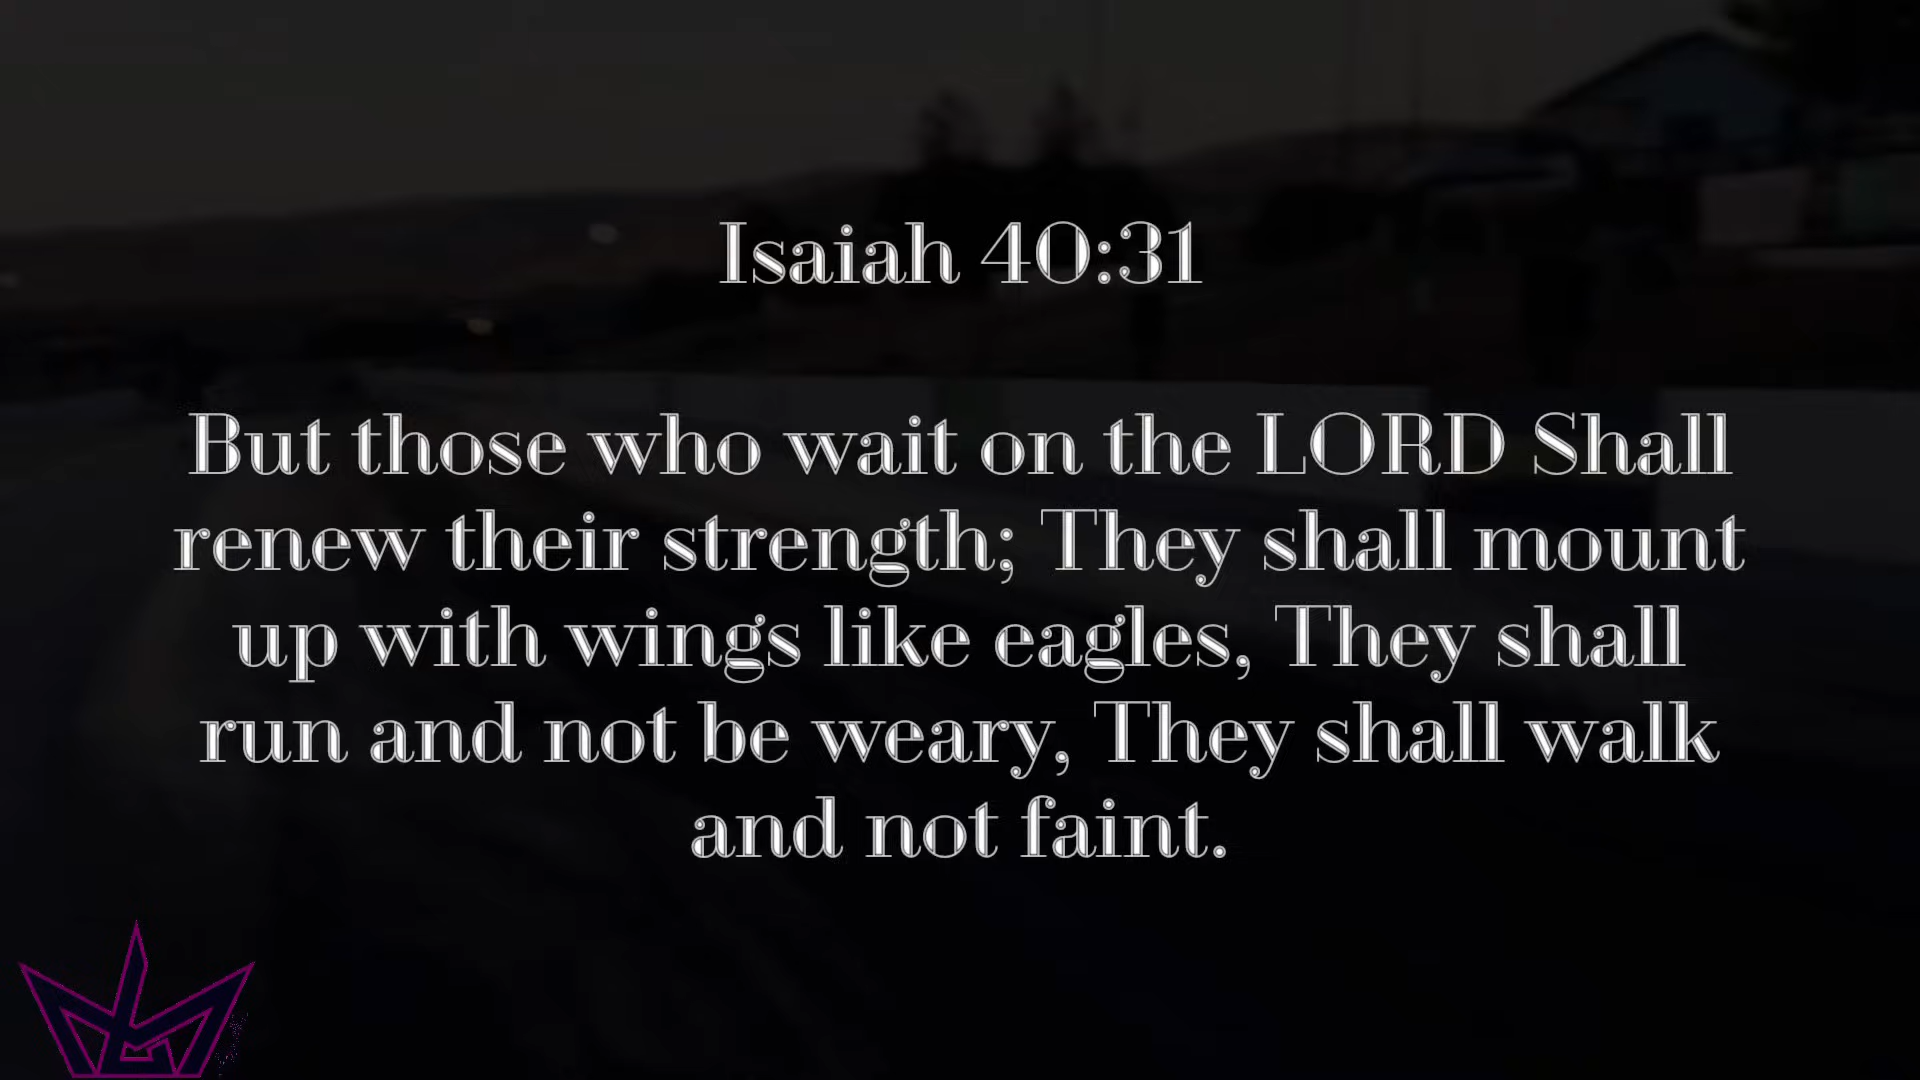 Isaiah 40:31
But those who wait on the LORD Shall
renew their strength; They shall mount
up with wings like eagles, They shall
run and not be weary, They shall walk
and not faint.